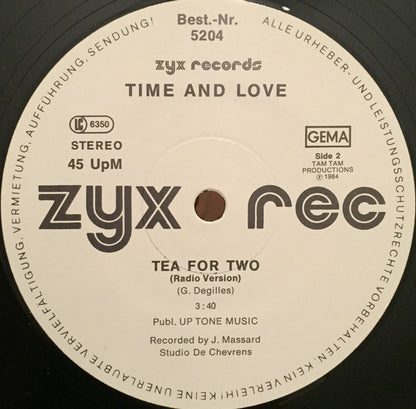 Best.-Nr.
5204
zyx records
TIME AND LOVE
LC 6350
STEREO
45 UpM
GEMA
Side 2
TAM TAM
PRODUCTIONS
Ⓟ 1984
zyx rec
TEA FOR TWO
(Radio Version)
(G. Degilles)
3:40
Publ. UP TONE MUSIC
Recorded by J. Massard
Studio De Chevrens
ALLE URHEBER- UND LEISTUNGSSCHUTZRECHTE VORBEHALTEN. KEIN VERLEIH! KEINE UNERLAUBTE VERVIELFÄLTIGUNG, VERMIETUNG, AUFFÜHRUNG, SENDUNG!